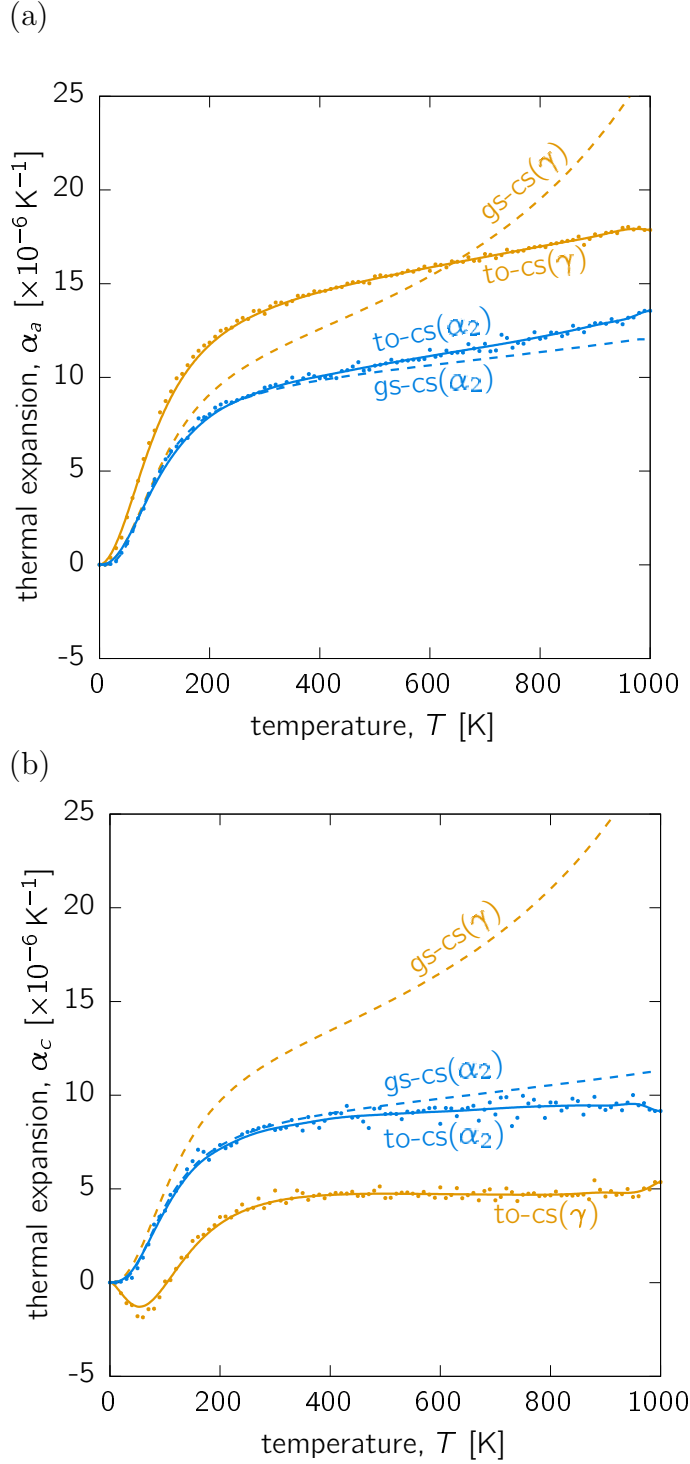 (a)
thermal expansion, α_a [×10⁻⁶ K⁻¹]
25
20
15
10
5
0
-5
gs-cs(γ)
to-cs(γ)
to-cs(α₂)
gs-cs(α₂)
0 200 400 600 800 1000
temperature, T [K]
(b)
thermal expansion, α_c [×10⁻⁶ K⁻¹]
25
20
15
10
5
0
-5
gs-cs(γ)
gs-cs(α₂)
to-cs(α₂)
to-cs(γ)
0 200 400 600 800 1000
temperature, T [K]